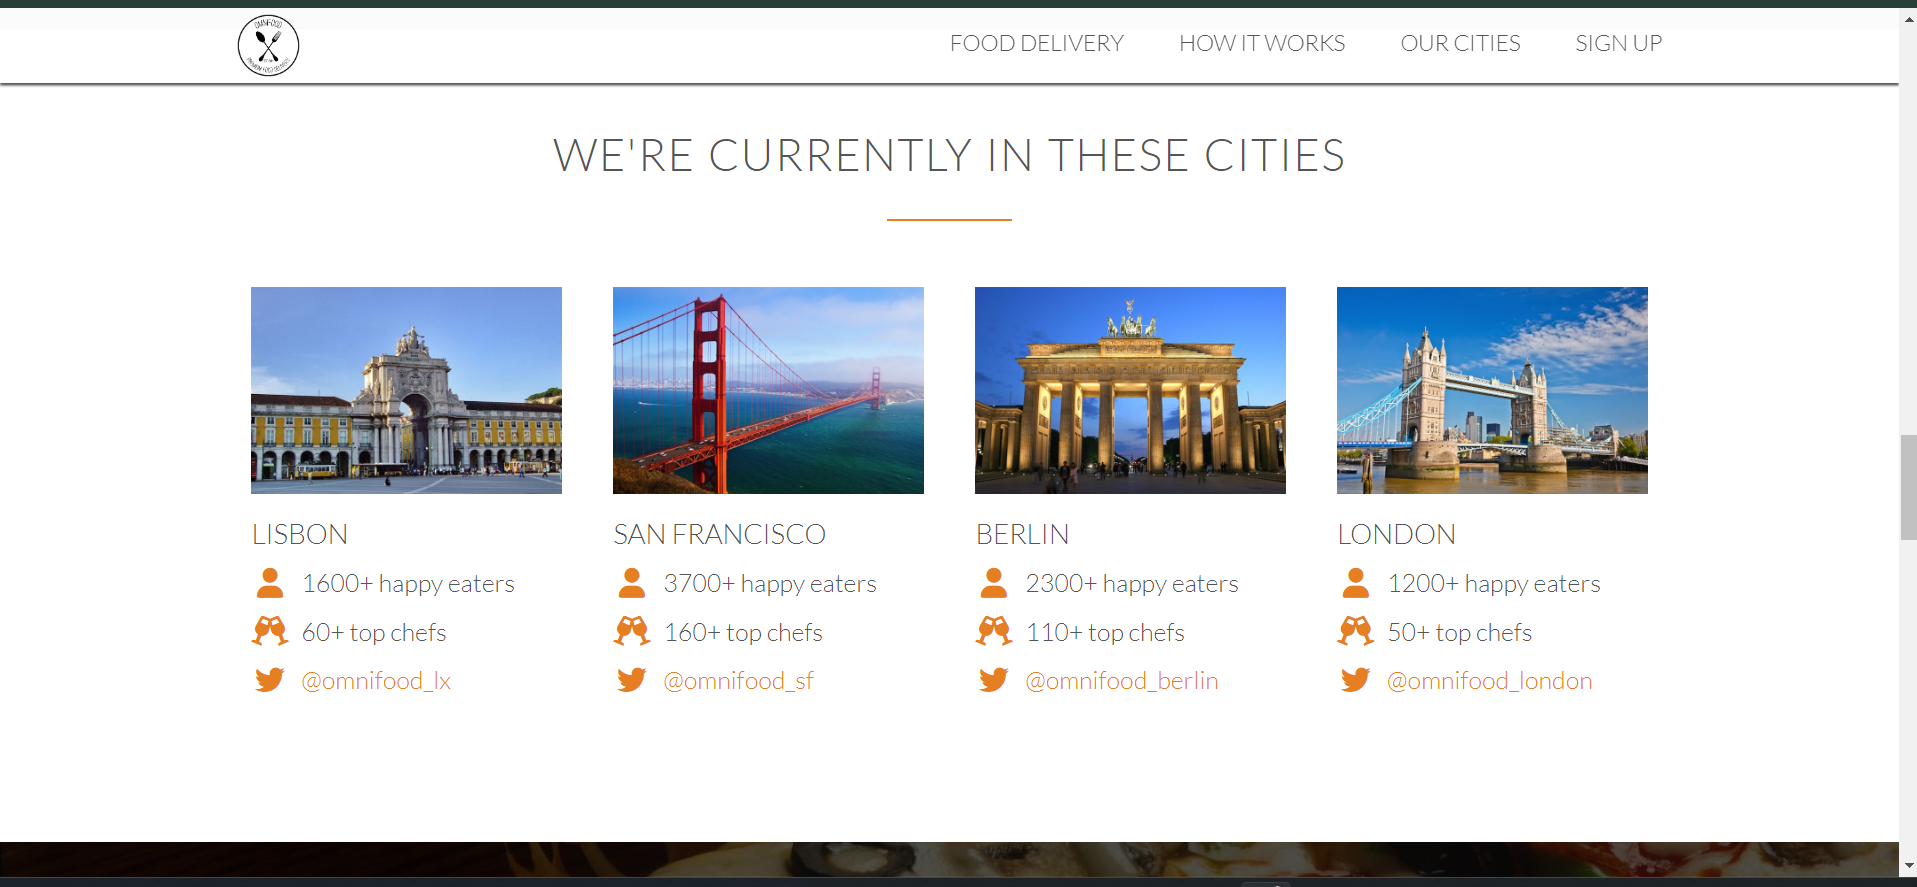 OMNIFOOD
PREMIUM FOOD DELIVERY
FOOD DELIVERY
HOW IT WORKS
OUR CITIES
SIGN UP
WE'RE CURRENTLY IN THESE CITIES
LISBON
1600+ happy eaters
60+ top chefs
@omnifood_lx
SAN FRANCISCO
3700+ happy eaters
160+ top chefs
@omnifood_sf
BERLIN
2300+ happy eaters
110+ top chefs
@omnifood_berlin
LONDON
1200+ happy eaters
50+ top chefs
@omnifood_london